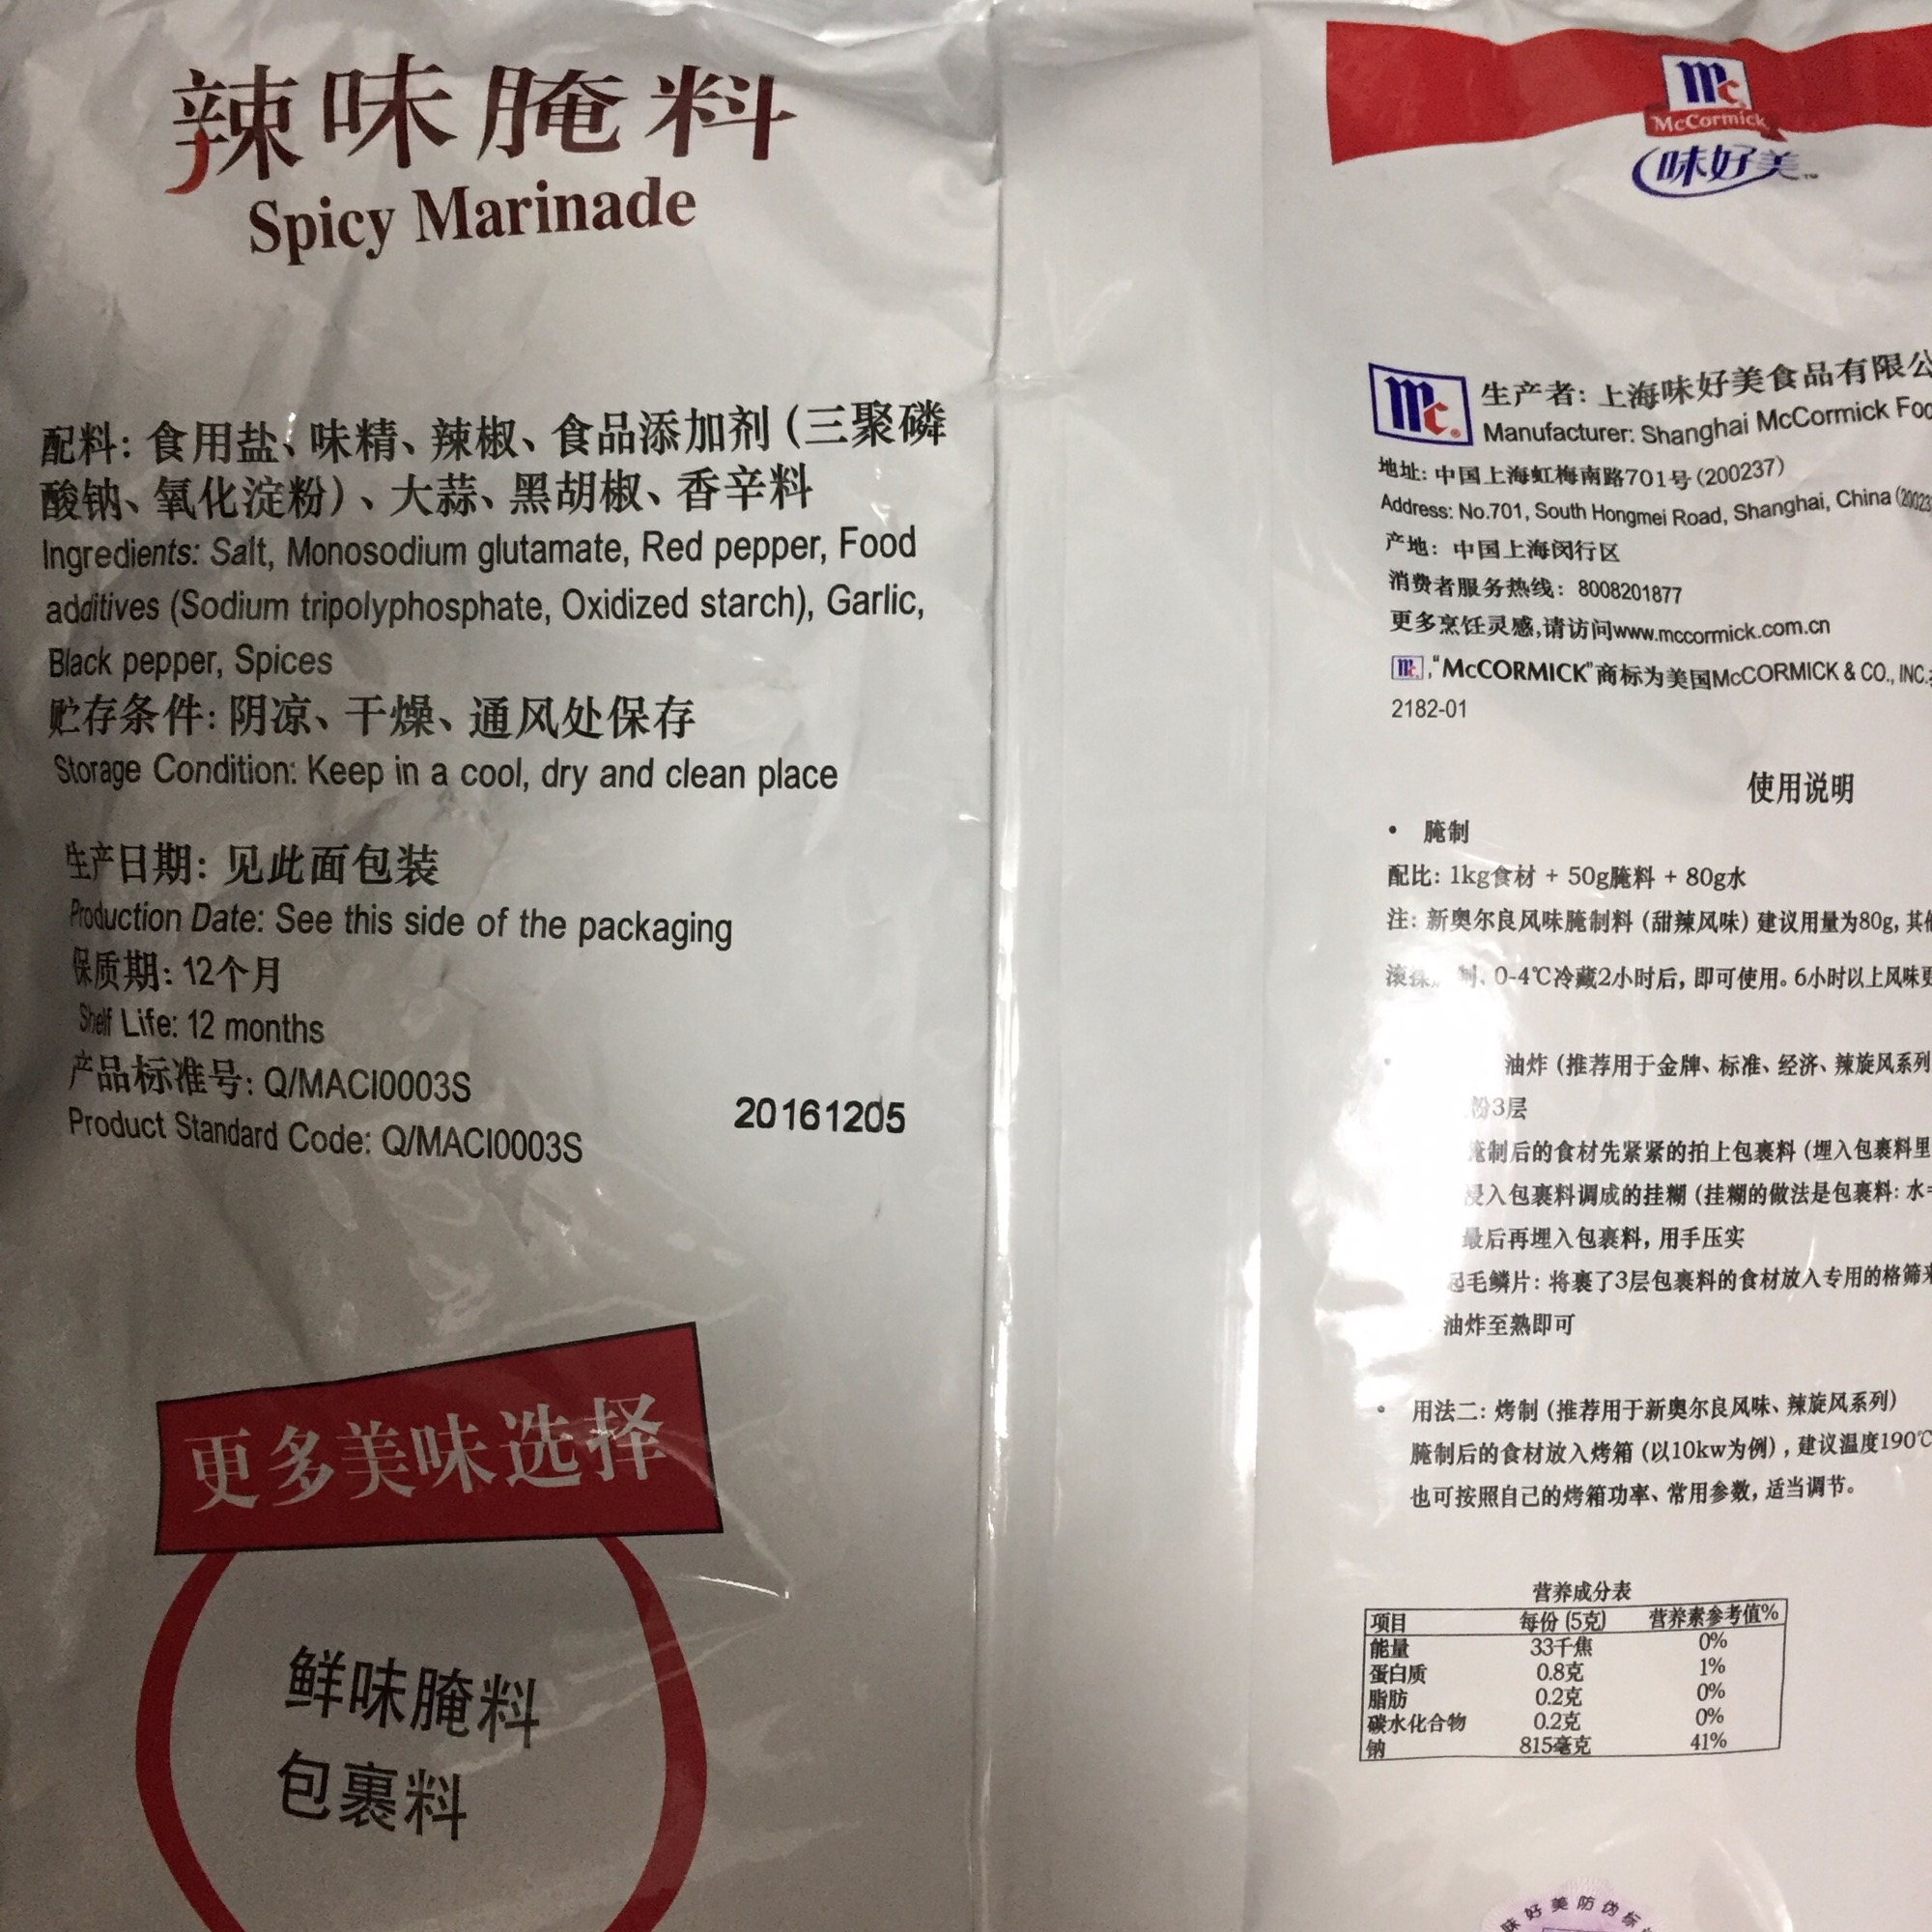 辣味腌料
Spicy Marinade
配料: 食用盐、味精、辣椒、食品添加剂 (三聚磷
酸钠、氧化淀粉) 、大蒜、黑胡椒、香辛料
Ingredients: Salt, Monosodium glutamate, Red pepper, Food
additives (Sodium tripolyphosphate, Oxidized starch), Garlic,
Black pepper, Spices
贮存条件: 阴凉、干燥、通风处保存
Storage Condition: Keep in a cool, dry and clean place
生产日期: 见此面包装
Production Date: See this side of the packaging
保质期: 12个月
Shelf Life: 12 months
产品标准号: Q/MACI0003S
Product Standard Code: Q/MACI0003S
20161205
更多美味选择
鲜味腌料
包裹料
Mc
McCormick
味好美™
Mc®
生产者: 上海味好美食品有限公
Manufacturer: Shanghai McCormick Foo
地址: 中国上海虹梅南路701号 (200237)
Address: No.701, South Hongmei Road, Shanghai, China (20023
产地: 中国上海闵行区
消费者服务热线: 8008201877
更多烹饪灵感,请访问www.mccormick.com.cn
Mc, "McCORMICK"商标为美国McCORMICK & CO., INC.
2182-01
使用说明
• 腌制
配比: 1kg食材 + 50g腌料 + 80g水
注: 新奥尔良风味腌制料 (甜辣风味) 建议用量为80g, 其
滚揉 制、0-4℃冷藏2小时后, 即可使用。6小时以上风味
油炸 (推荐用于金牌、标准、经济、辣旋风系列
粉3层
腌制后的食材先紧紧的拍上包裹料 (埋入包裹料里
浸入包裹料调成的挂糊 (挂糊的做法是包裹料: 水=
最后再埋入包裹料, 用手压实
起毛鳞片: 将裹了3层包裹料的食材放入专用的格筛
油炸至熟即可
• 用法二: 烤制 (推荐用于新奥尔良风味、辣旋风系列)
腌制后的食材放入烤箱 (以10kw为例) , 建议温度190℃
也可按照自己的烤箱功率、常用参数, 适当调节。
营养成分表
项目 每份 (5克) 营养素参考值%
能量 33千焦 0%
蛋白质 0.8克 1%
脂肪 0.2克 0%
碳水化合物 0.2克 0%
钠 815毫克 41%
味好美防伪标